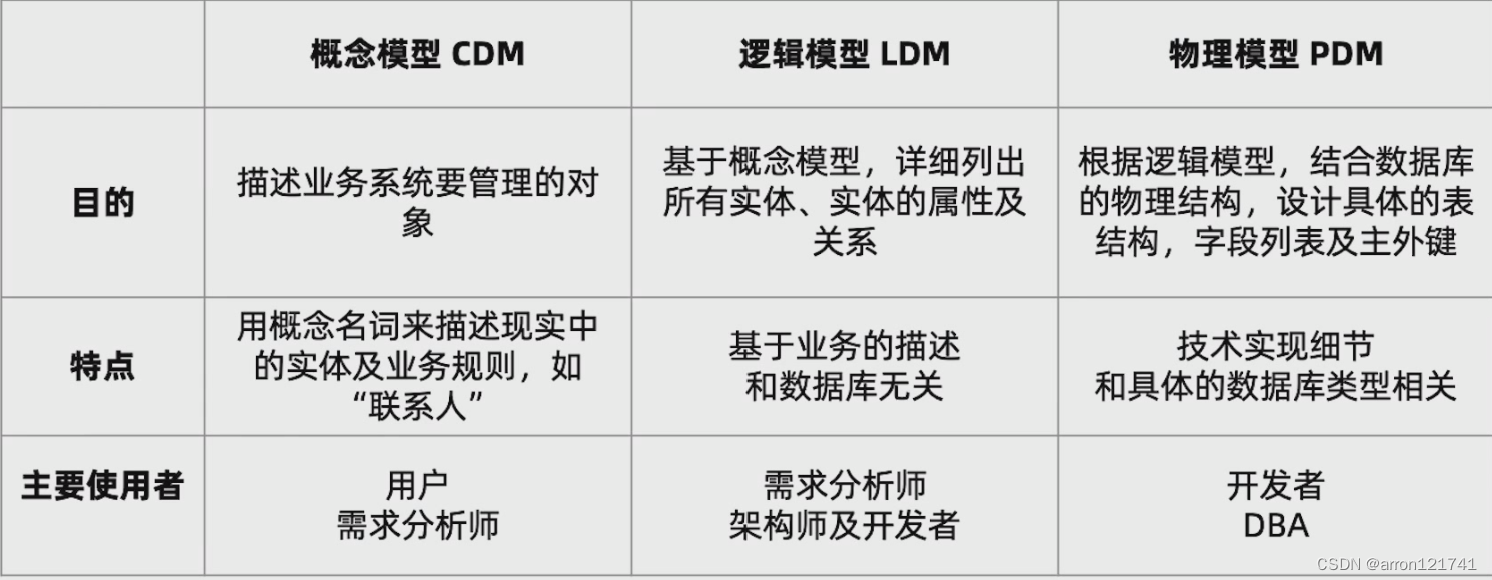 概念模型 CDM
逻辑模型 LDM
物理模型 PDM
目的
描述业务系统要管理的对
象
基于概念模型，详细列出
所有实体、实体的属性及
关系
根据逻辑模型，结合数据库
的物理结构，设计具体的表
结构，字段列表及主外键
特点
用概念名词来描述现实中
的实体及业务规则，如
“联系人”
基于业务的描述
和数据库无关
技术实现细节
和具体的数据库类型相关
主要使用者
用户
需求分析师
需求分析师
架构师及开发者
开发者
DBA
CSDN @arron121741